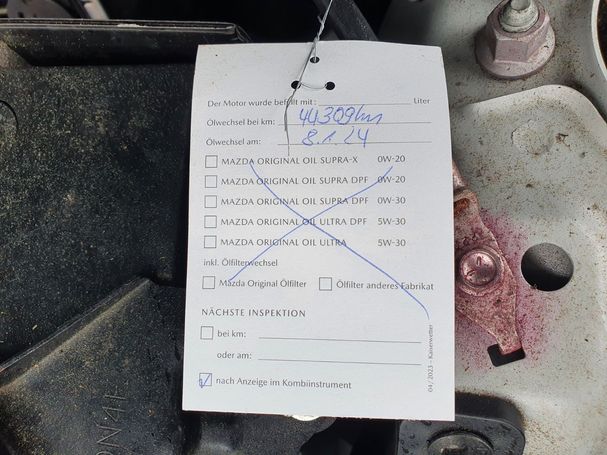 Der Motor wurde befüllt mit: Liter
Ölwechsel bei km: 44309km
Ölwechsel am: 8.1.24
MAZDA ORIGINAL OIL SUPRA-X 0W-20
MAZDA ORIGINAL OIL SUPRA DPF 0W-20
MAZDA ORIGINAL OIL SUPRA DPF 0W-30
MAZDA ORIGINAL OIL ULTRA DPF 5W-30
MAZDA ORIGINAL OIL ULTRA 5W-30
inkl. Ölfilterwechsel
Mazda Original Ölfilter Ölfilter anderes Fabrikat
NÄCHSTE INSPEKTION
bei km:
oder am:
nach Anzeige im Kombiinstrument
04 / 2023 – Kaiserwetter